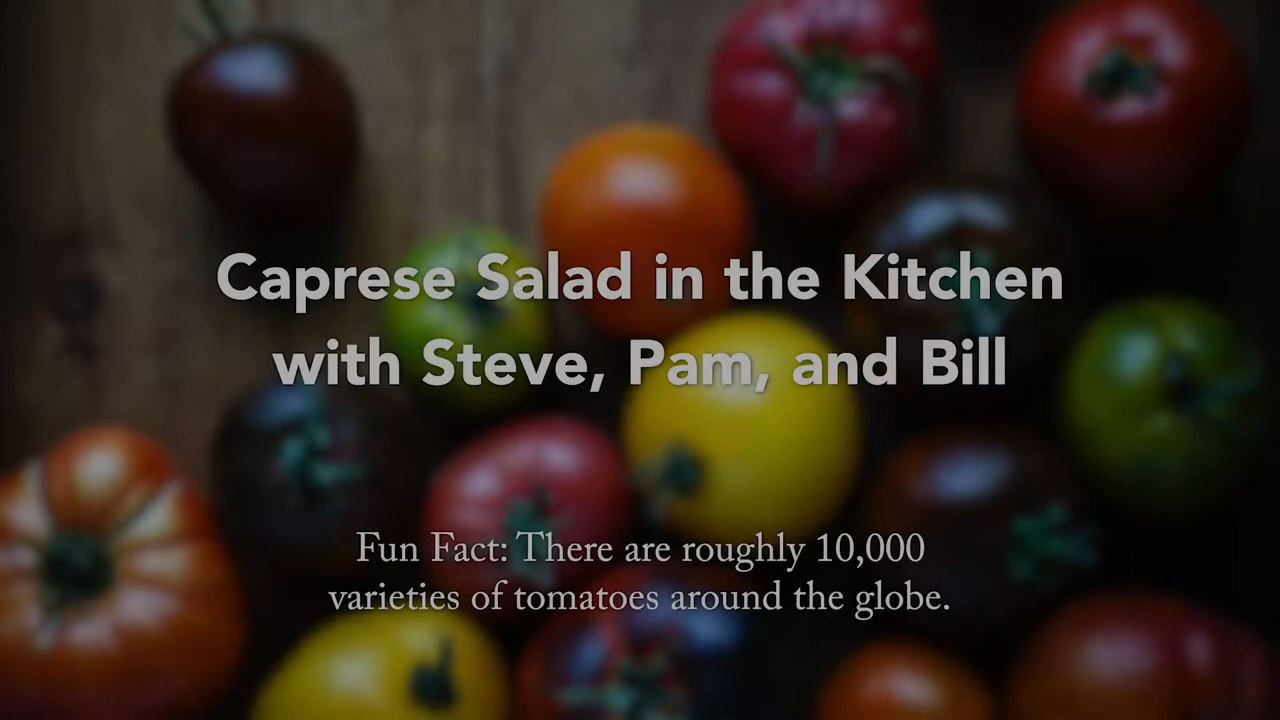 Caprese Salad in the Kitchen
with Steve, Pam, and Bill
Fun Fact: There are roughly 10,000
varieties of tomatoes around the globe.